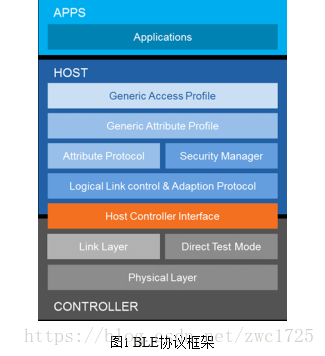 APPS
Applications
HOST
Generic Access Profile
Generic Attribute Profile
Attribute Protocol Security Manager
Logical Link control & Adaption Protocol
Host Controller Interface
Link Layer Direct Test Mode
Physical Layer
CONTROLLER
https://blog.csdn.net/zwc1725
图1 BLE协议框架